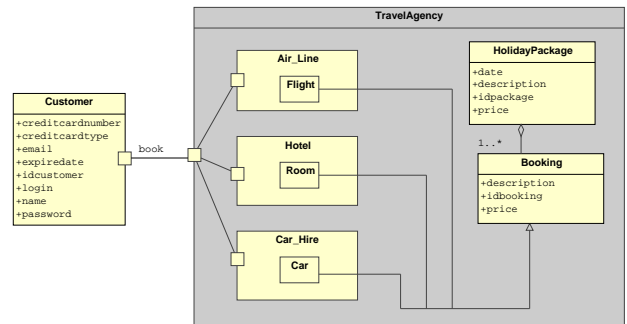 TravelAgency
Air_Line
Flight
HolidayPackage
+date
+description
+idpackage
+price
Customer
+creditcardnumber
+creditcardtype
+email
+expiredate
+idcustomer
+login
+name
+password
book
Hotel
Room
1..*
Booking
+description
+idbooking
+price
Car_Hire
Car